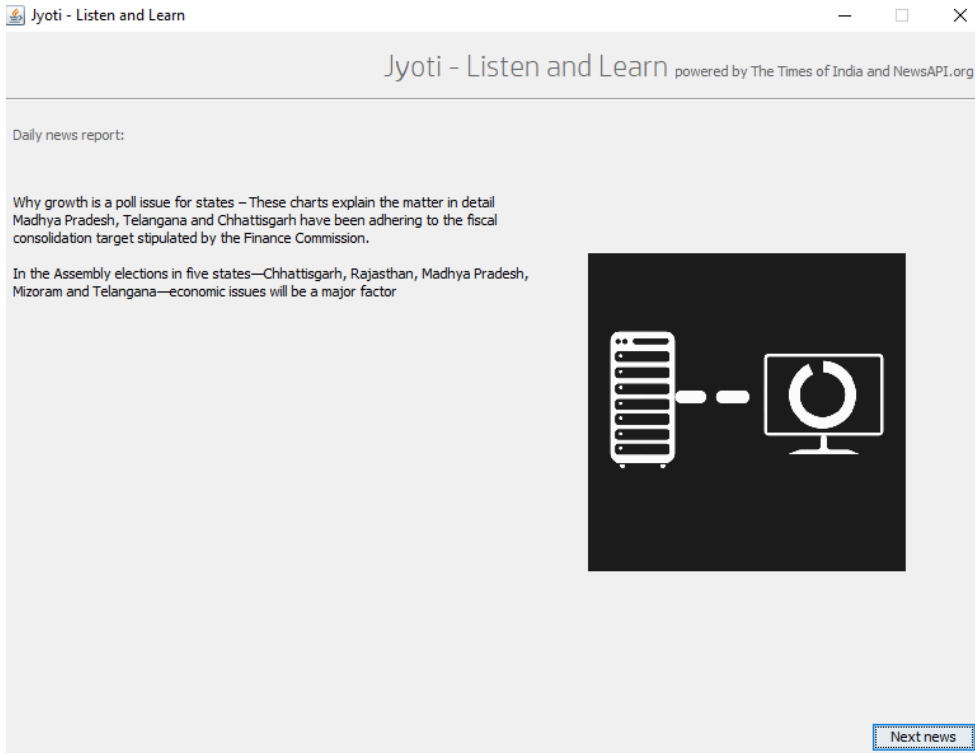 Jyoti - Listen and Learn
Jyoti - Listen and Learn powered by The Times of India and NewsAPI.org
Daily news report:
Why growth is a poll issue for states – These charts explain the matter in detail
Madhya Pradesh, Telangana and Chhattisgarh have been adhering to the fiscal
consolidation target stipulated by the Finance Commission.
In the Assembly elections in five states—Chhattisgarh, Rajasthan, Madhya Pradesh,
Mizoram and Telangana—economic issues will be a major factor
Next news